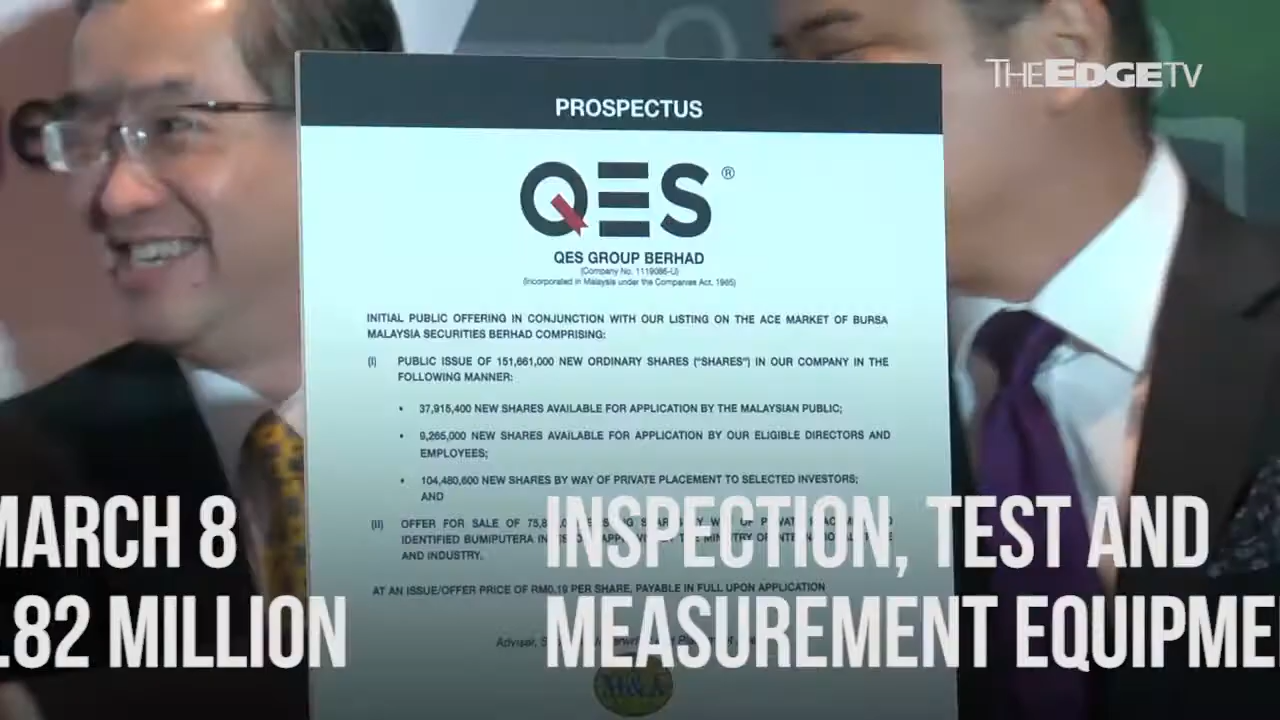 THEEDGETV
PROSPECTUS
QES®
QES GROUP BERHAD
(Company No. 1119086-U)
(Incorporated in Malaysia under the Companies Act, 1965)
INITIAL PUBLIC OFFERING IN CONJUNCTION WITH OUR LISTING ON THE ACE MARKET OF BURSA
MALAYSIA SECURITIES BERHAD COMPRISING:
(I) PUBLIC ISSUE OF 151,661,000 NEW ORDINARY SHARES ("SHARES") IN OUR COMPANY IN THE
FOLLOWING MANNER:
• 37,915,400 NEW SHARES AVAILABLE FOR APPLICATION BY THE MALAYSIAN PUBLIC;
• 9,265,000 NEW SHARES AVAILABLE FOR APPLICATION BY OUR ELIGIBLE DIRECTORS AND
EMPLOYEES;
• 104,480,600 NEW SHARES BY WAY OF PRIVATE PLACEMENT TO SELECTED INVESTORS;
AND
(II) OFFER FOR SALE OF
IDENTIFIED BUMIPUTERA
AND INDUSTRY.
AT AN ISSUE/OFFER PRICE OF RM0.19 PER SHARE, PAYABLE IN FULL UPON APPLICATION
Adviser,
M&A
MARCH 8
.82 MILLION
INSPECTION, TEST AND
MEASUREMENT EQUIPME